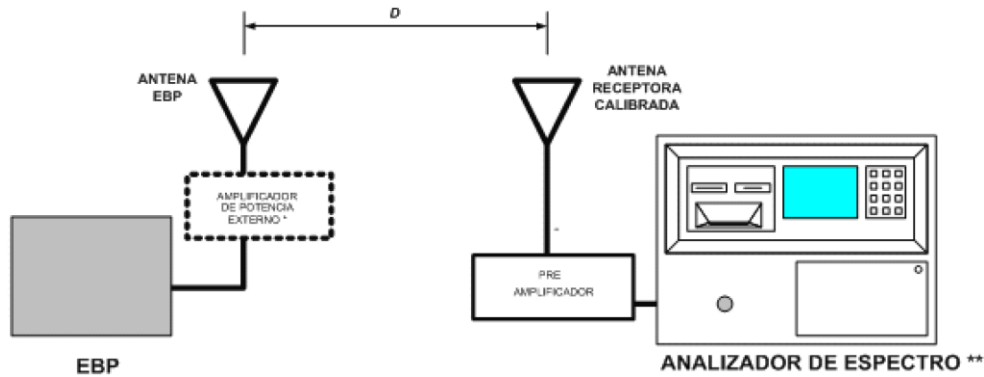 D
ANTENA
EBP
ANTENA
RECEPTORA
CALIBRADA
AMPLIFICADOR
DE POTENCIA
EXTERNO *
PRE
AMPLIFICADOR
EBP
ANALIZADOR DE ESPECTRO **